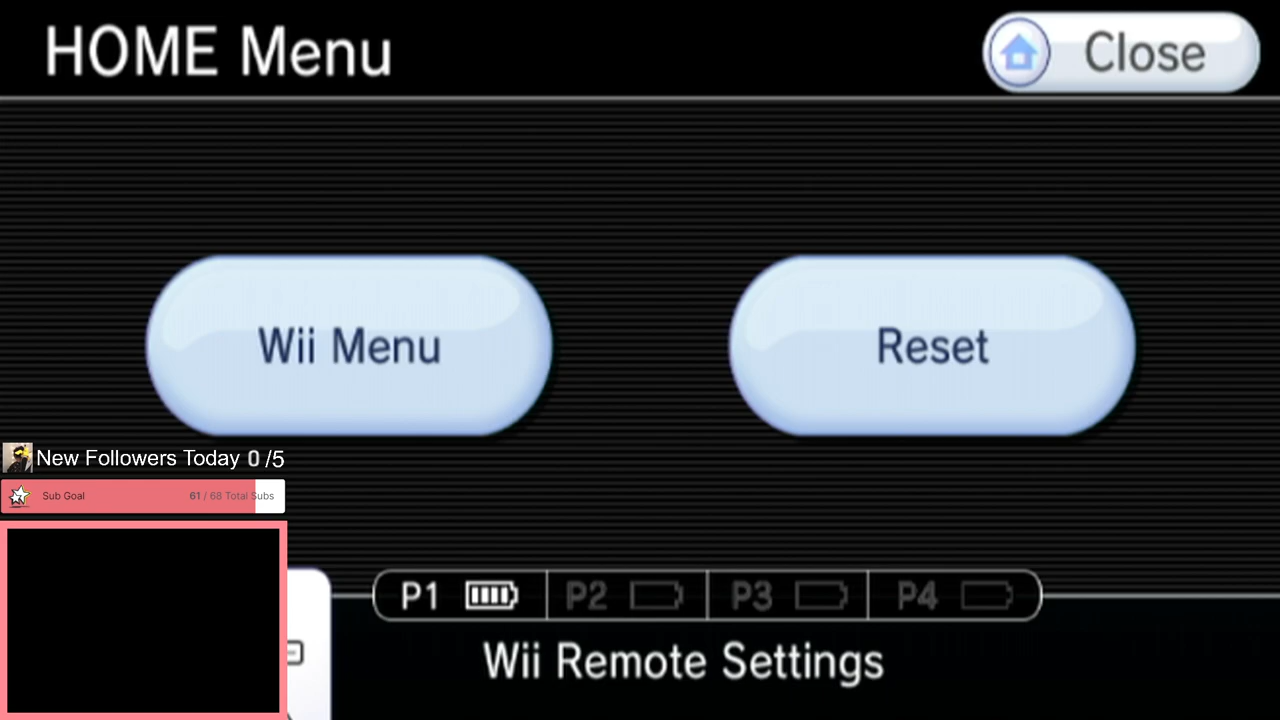 HOME Menu
Close
Wii Menu
Reset
New Followers Today 0 /5
Sub Goal 61 / 68 Total Subs
P1 P2 P3 P4
Wii Remote Settings